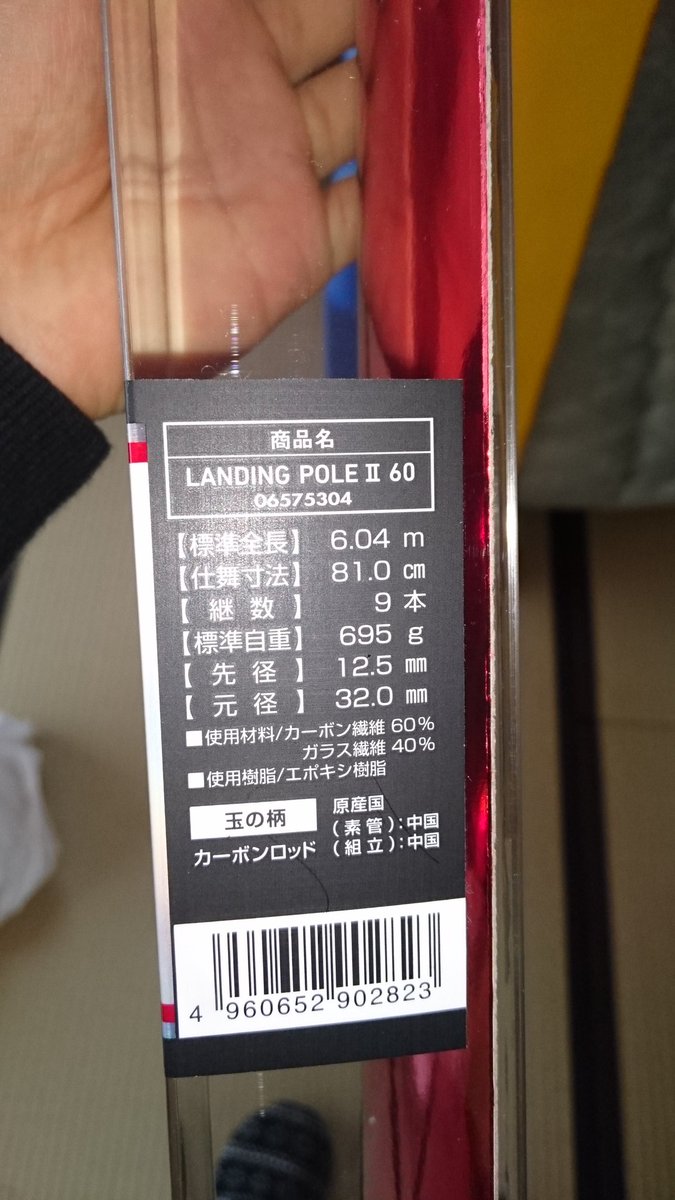 商品名
LANDING POLE Ⅱ 60
06575304
【標準全長】 6.04 m
【仕舞寸法】 81.0 ㎝
【 継 数 】 9 本
【標準自重】 695 g
【 先 径 】 12.5 ㎜
【 元 径 】 32.0 ㎜
■使用材料/カーボン繊維 60%
ガラス繊維 40%
■使用樹脂/エポキシ樹脂
玉の柄
カーボンロッド
原産国
(素管):中国
(組立):中国
4 960652 902823